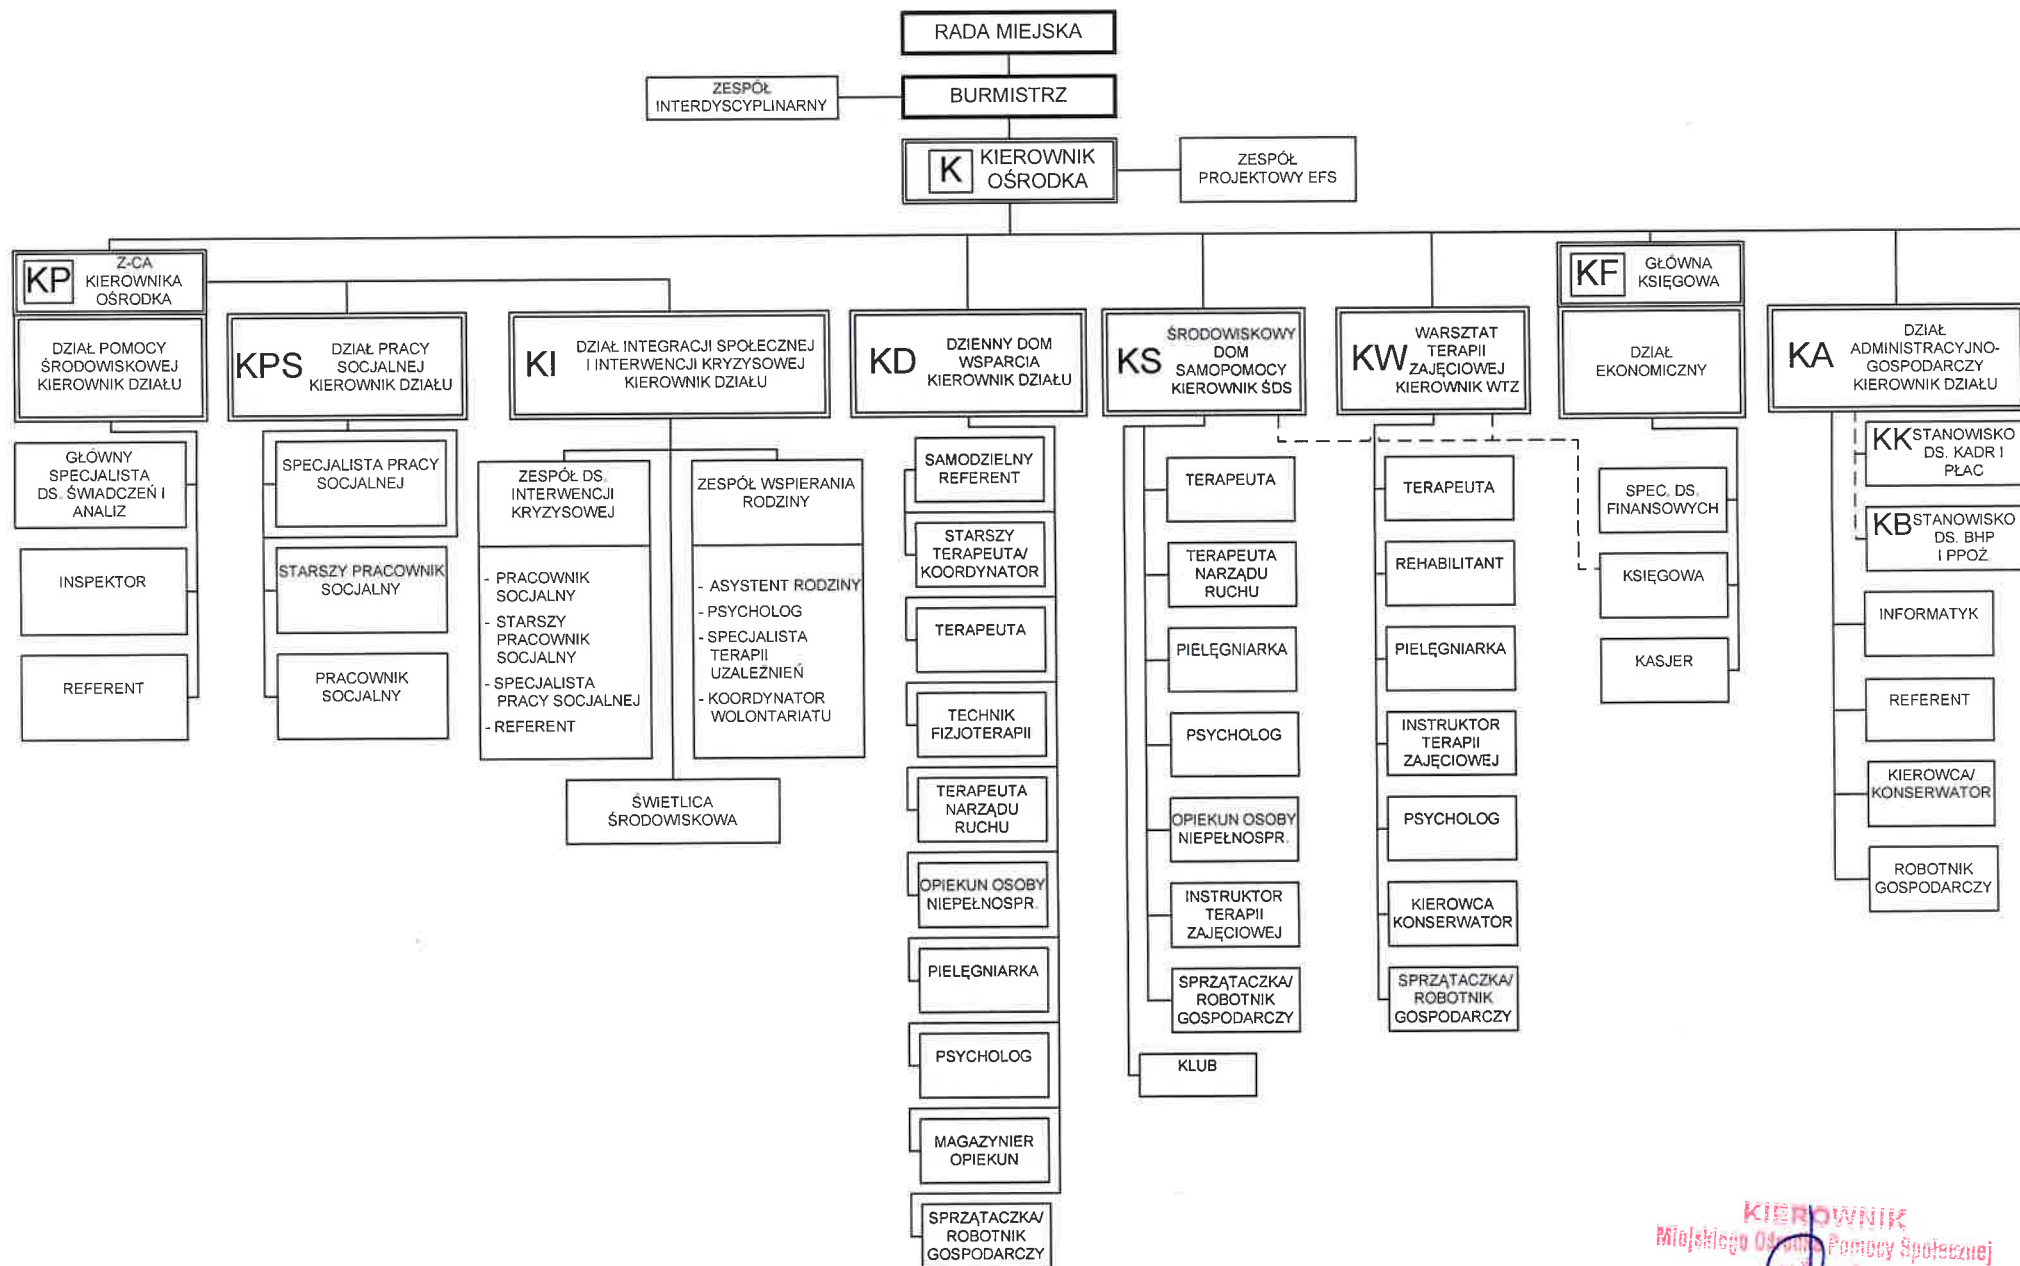 RADA MIEJSKA
ZESPÓŁ
INTERDYSCYPLINARNY
BURMISTRZ
K
KIEROWNIK
OŚRODKA
ZESPÓŁ
PROJEKTOWY EFS
KP
Z-CA
KIEROWNIKA
OŚRODKA
KF
GŁÓWNA
KSIĘGOWA
DZIAŁ POMOCY
ŚRODOWISKOWEJ
KIEROWNIK DZIAŁU
KPS
DZIAŁ PRACY
SOCJALNEJ
KIEROWNIK DZIAŁU
KI
DZIAŁ INTEGRACJI SPOŁECZNEJ
I INTERWENCJI KRYZYSOWEJ
KIEROWNIK DZIAŁU
KD
DZIENNY DOM
WSPARCIA
KIEROWNIK DZIAŁU
KS
ŚRODOWISKOWY
DOM
SAMOPOMOCY
KIEROWNIK ŚDS
KW
WARSZTAT
TERAPII
ZAJĘCIOWEJ
KIEROWNIK WTZ
DZIAŁ
EKONOMICZNY
KA
DZIAŁ
ADMINISTRACYJNO-
GOSPODARCZY
KIEROWNIK DZIAŁU
GŁÓWNY
SPECJALISTA
DS. ŚWIADCZEŃ I
ANALIZ
INSPEKTOR
REFERENT
SPECJALISTA PRACY
SOCJALNEJ
STARSZY PRACOWNIK
SOCJALNY
PRACOWNIK
SOCJALNY
ZESPÓŁ DS.
INTERWENCJI
KRYZYSOWEJ
- PRACOWNIK
SOCJALNY
- STARSZY
PRACOWNIK
SOCJALNY
- SPECJALISTA
PRACY SOCJALNEJ
- REFERENT
ZESPÓŁ WSPIERANIA
RODZINY
- ASYSTENT RODZINY
- PSYCHOLOG
- SPECJALISTA
TERAPII
UZALEŻNIEŃ
- KOORDYNATOR
WOLONTARIATU
ŚWIETLICA
ŚRODOWISKOWA
SAMODZIELNY
REFERENT
STARSZY
TERAPEUTA/
KOORDYNATOR
TERAPEUTA
TECHNIK
FIZJOTERAPII
TERAPEUTA
NARZĄDU
RUCHU
OPIEKUN OSOBY
NIEPEŁNOSPR.
PIELĘGNIARKA
PSYCHOLOG
MAGAZYNIER
OPIEKUN
SPRZĄTACZKA/
ROBOTNIK
GOSPODARCZY
TERAPEUTA
TERAPEUTA
NARZĄDU
RUCHU
PIELĘGNIARKA
PSYCHOLOG
OPIEKUN OSOBY
NIEPEŁNOSPR.
INSTRUKTOR
TERAPII
ZAJĘCIOWEJ
SPRZĄTACZKA/
ROBOTNIK
GOSPODARCZY
KLUB
TERAPEUTA
REHABILITANT
PIELĘGNIARKA
INSTRUKTOR
TERAPII
ZAJĘCIOWEJ
PSYCHOLOG
KIEROWCA
KONSERWATOR
SPRZĄTACZKA/
ROBOTNIK
GOSPODARCZY
SPEC. DS.
FINANSOWYCH
KSIĘGOWA
KASJER
KK STANOWISKO
DS. KADR I
PŁAC
KB STANOWISKO
DS. BHP
I PPOŻ
INFORMATYK
REFERENT
KIEROWCA/
KONSERWATOR
ROBOTNIK
GOSPODARCZY
KIEROWNIK
Miejskiego Ośrodka Pomocy Społecznej